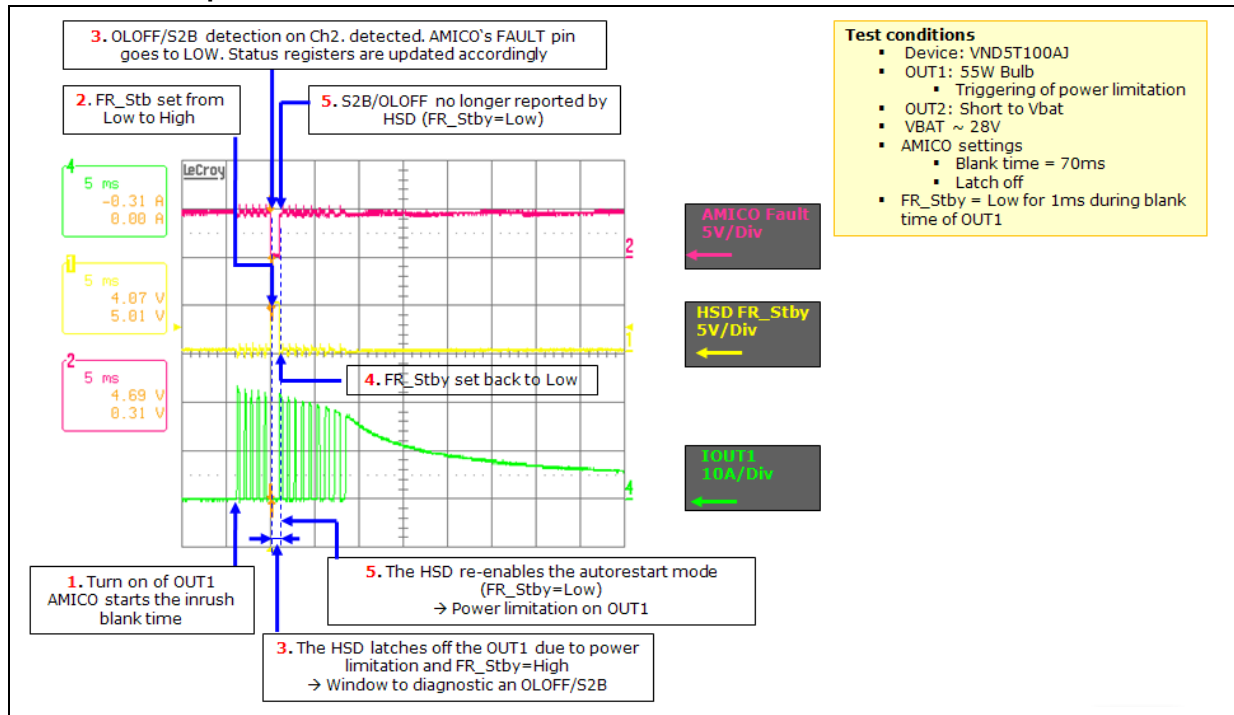 3. OLOFF/S2B detection on Ch2. detected. AMICO`s FAULT pin
goes to LOW. Status registers are updated accordingly
2. FR_Stb set from
Low to High
5. S2B/OLOFF no longer reported by
HSD (FR_Stby=Low)
Test conditions
Device: VND5T100AJ
OUT1: 55W Bulb
Triggering of power limitation
OUT2: Short to Vbat
VBAT ~ 28V
AMICO settings
Blank time = 70ms
Latch off
FR_Stby = Low for 1ms during blank
time of OUT1
4
5 ms
-0.31 A
0.00 A
LeCroy
AMICO Fault
5V/Div
2
1
5 ms
4.07 V
5.01 V
HSD FR_Stby
5V/Div
1
2
5 ms
4.69 V
0.31 V
4. FR_Stby set back to Low
IOUT1
10A/Div
4
1. Turn on of OUT1
AMICO starts the inrush
blank time
5. The HSD re-enables the autorestart mode
(FR_Stby=Low)
→ Power limitation on OUT1
3. The HSD latches off the OUT1 due to power
limitation and FR_Stby=High
→ Window to diagnostic an OLOFF/S2B